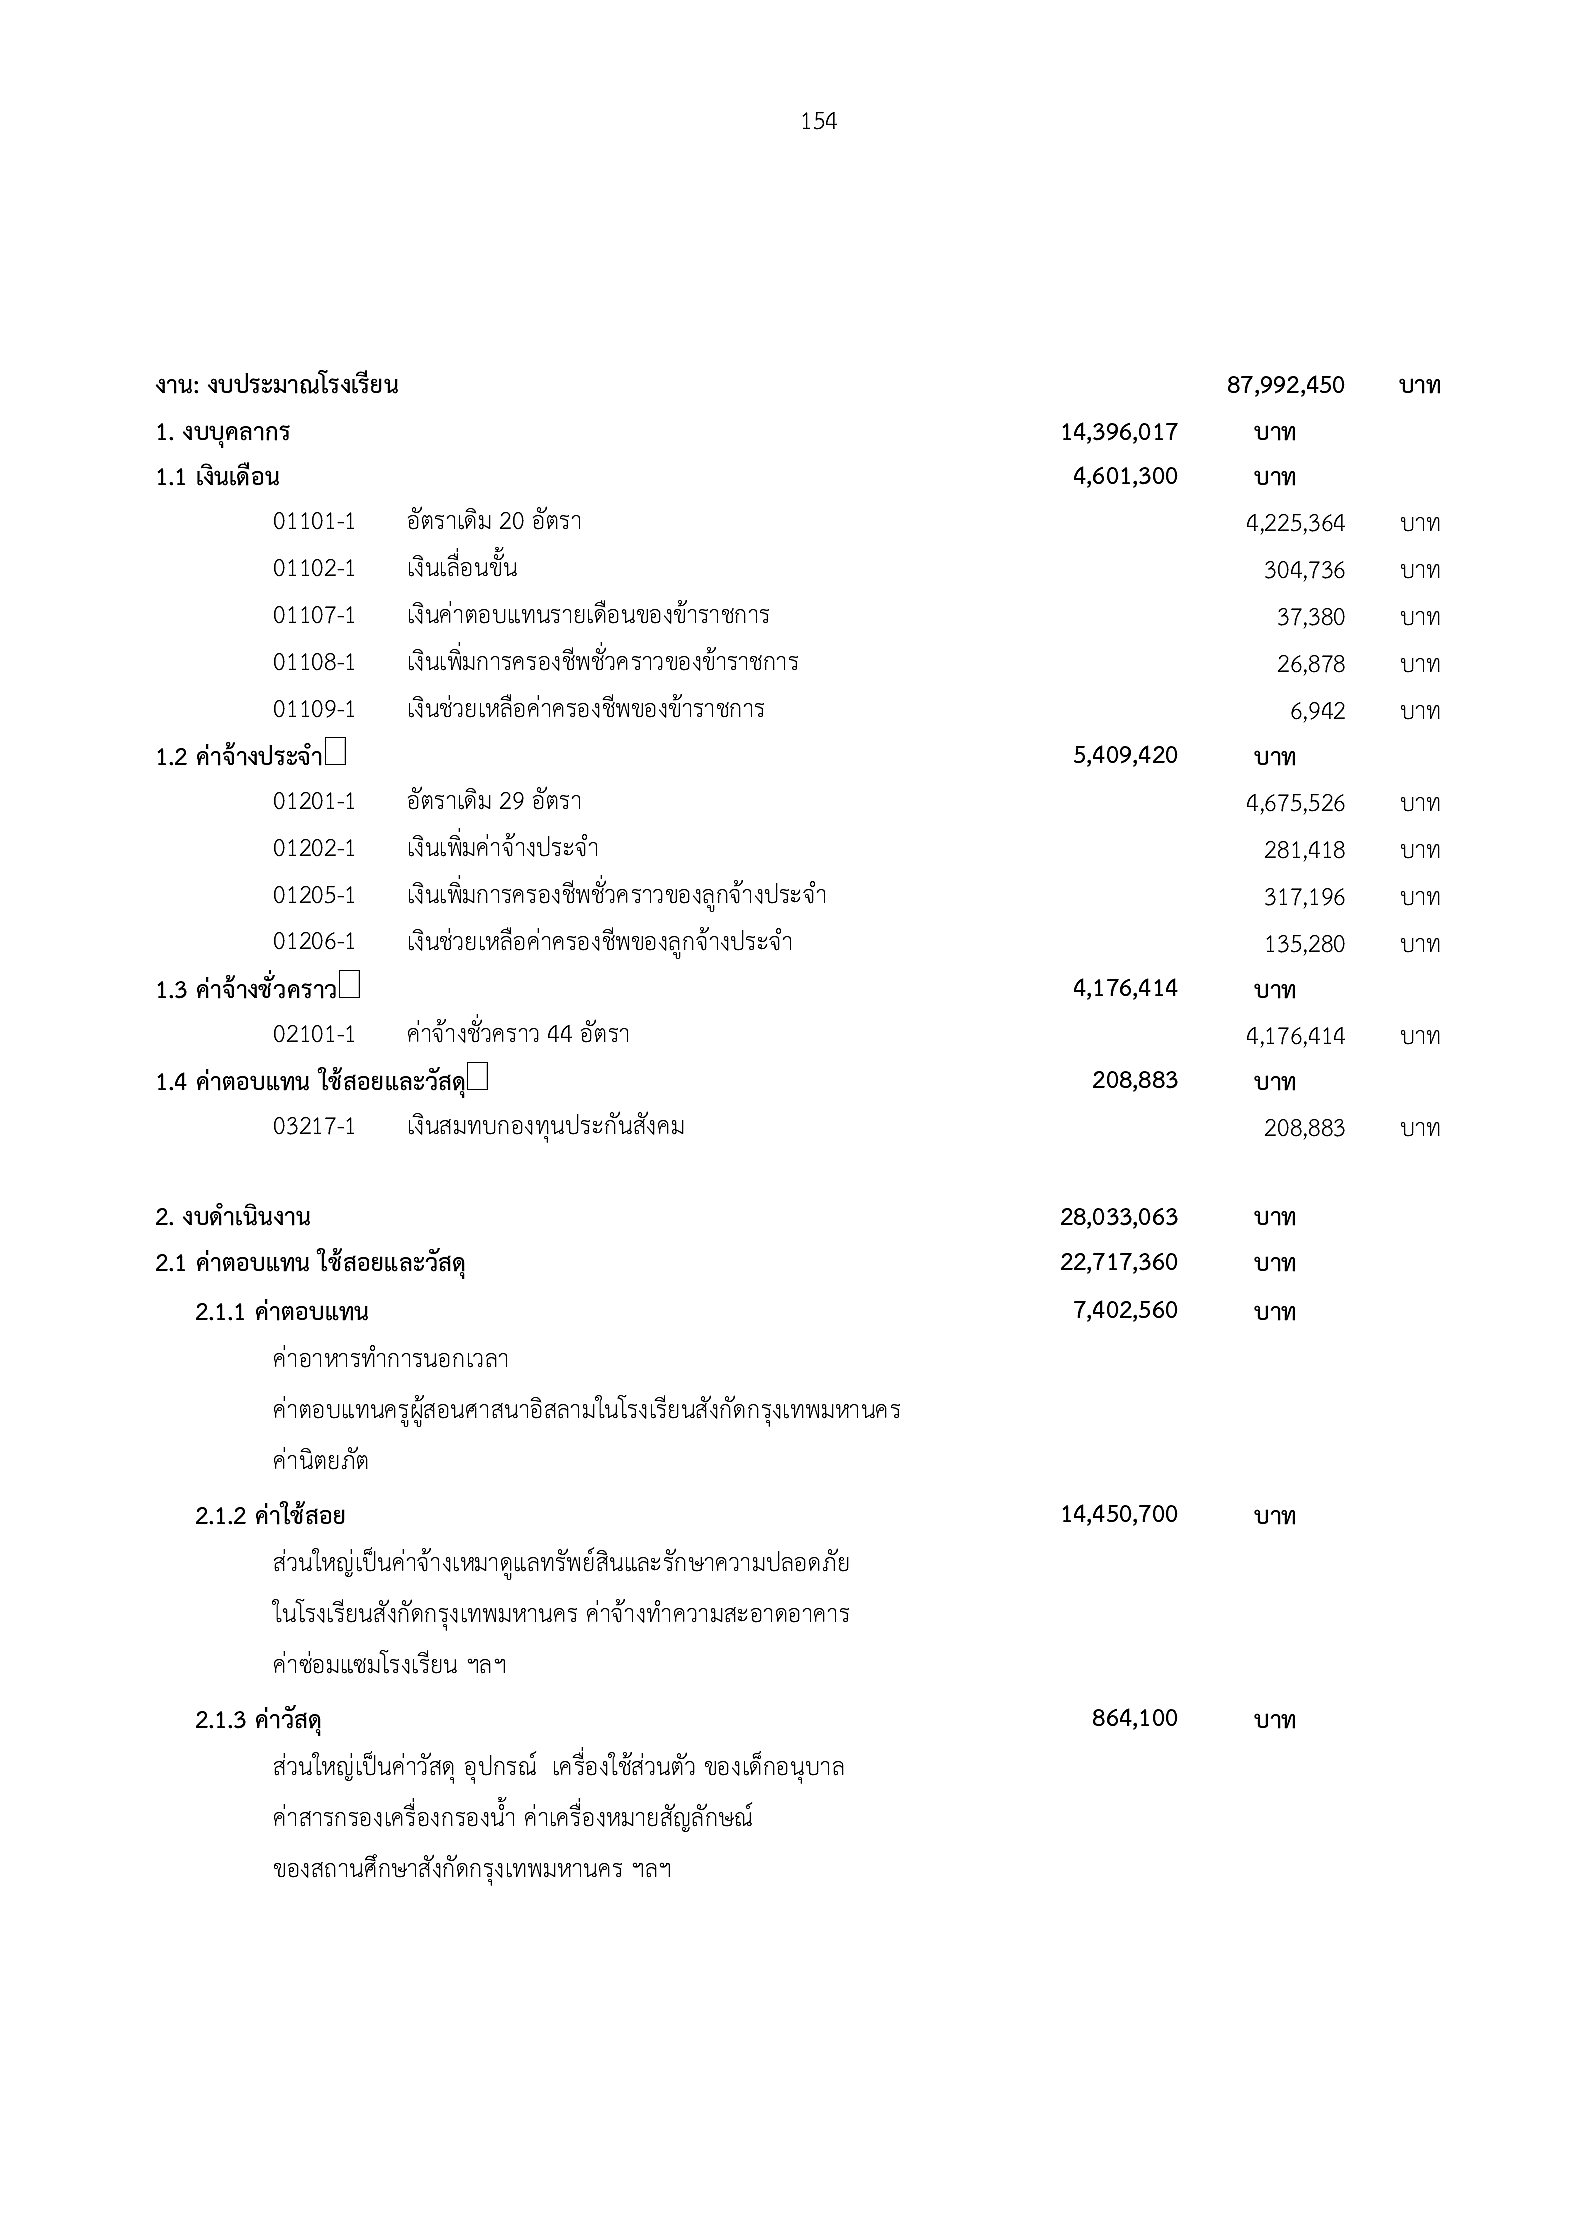 154
งาน: งบประมาณโรงเรียน 87,992,450 บาท
1. งบบุคลากร 14,396,017 บาท
1.1 เงินเดือน 4,601,300 บาท
01101-1 อัตราเดิม 20 อัตรา 4,225,364 บาท
01102-1 เงินเลื่อนขั้น 304,736 บาท
01107-1 เงินค่าตอบแทนรายเดือนของข้าราชการ 37,380 บาท
01108-1 เงินเพิ่มการครองชีพชั่วคราวของข้าราชการ 26,878 บาท
01109-1 เงินช่วยเหลือค่าครองชีพของข้าราชการ 6,942 บาท
1.2 ค่าจ้างประจำ 5,409,420 บาท
01201-1 อัตราเดิม 29 อัตรา 4,675,526 บาท
01202-1 เงินเพิ่มค่าจ้างประจำ 281,418 บาท
01205-1 เงินเพิ่มการครองชีพชั่วคราวของลูกจ้างประจำ 317,196 บาท
01206-1 เงินช่วยเหลือค่าครองชีพของลูกจ้างประจำ 135,280 บาท
1.3 ค่าจ้างชั่วคราว 4,176,414 บาท
02101-1 ค่าจ้างชั่วคราว 44 อัตรา 4,176,414 บาท
1.4 ค่าตอบแทน ใช้สอยและวัสดุ 208,883 บาท
03217-1 เงินสมทบกองทุนประกันสังคม 208,883 บาท
2. งบดำเนินงาน 28,033,063 บาท
2.1 ค่าตอบแทน ใช้สอยและวัสดุ 22,717,360 บาท
2.1.1 ค่าตอบแทน 7,402,560 บาท
ค่าอาหารทำการนอกเวลา
ค่าตอบแทนครูผู้สอนศาสนาอิสลามในโรงเรียนสังกัดกรุงเทพมหานคร
ค่านิตยภัต
2.1.2 ค่าใช้สอย 14,450,700 บาท
ส่วนใหญ่เป็นค่าจ้างเหมาดูแลทรัพย์สินและรักษาความปลอดภัย
ในโรงเรียนสังกัดกรุงเทพมหานคร ค่าจ้างทำความสะอาดอาคาร
ค่าซ่อมแซมโรงเรียน ฯลฯ
2.1.3 ค่าวัสดุ 864,100 บาท
ส่วนใหญ่เป็นค่าวัสดุ อุปกรณ์ เครื่องใช้ส่วนตัว ของเด็กอนุบาล
ค่าสารกรองเครื่องกรองน้ำ ค่าเครื่องหมายสัญลักษณ์
ของสถานศึกษาสังกัดกรุงเทพมหานคร ฯลฯ